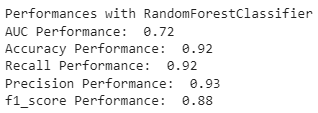 Performances with RandomForestClassifier
AUC Performance:  0.72
Accuracy Performance:  0.92
Recall Performance:  0.92
Precision Performance:  0.93
f1_score Performance:  0.88